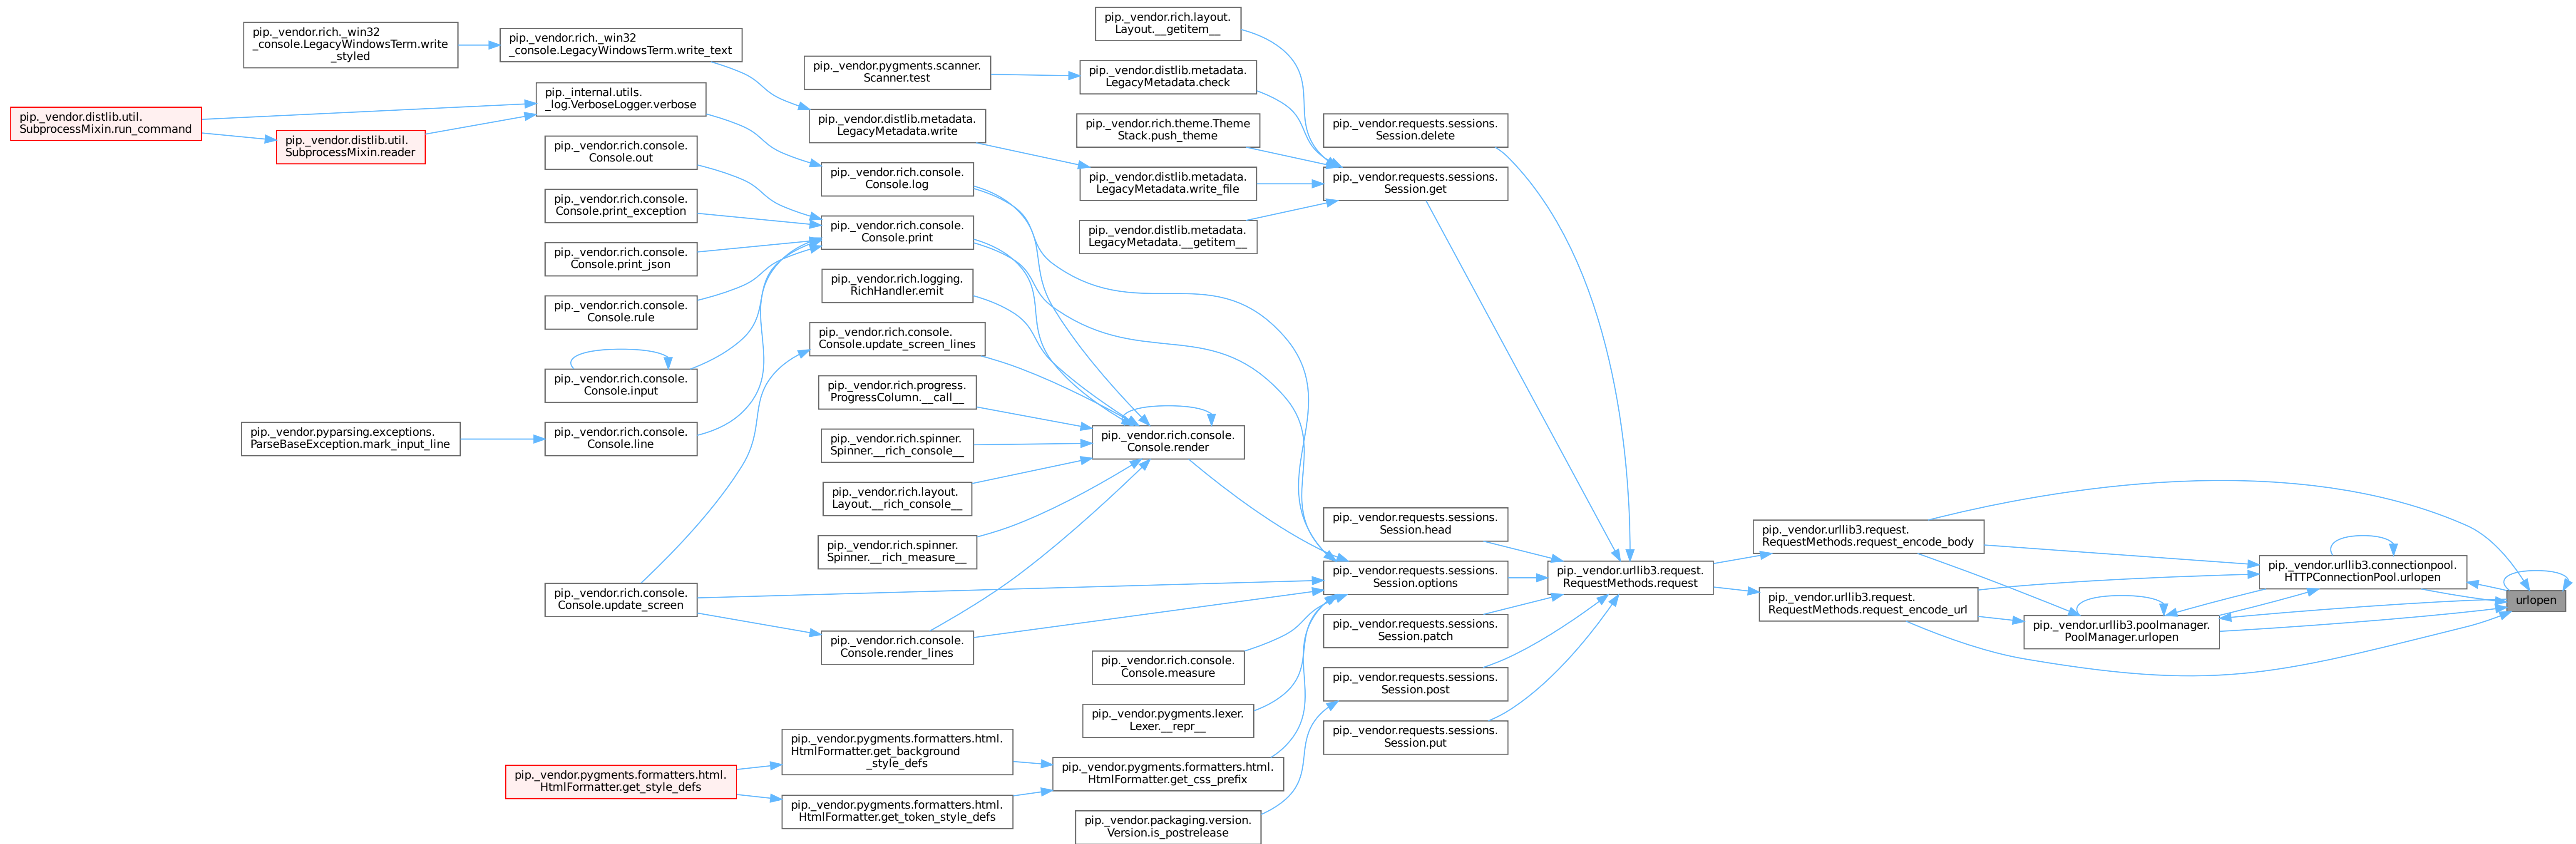 pip._vendor.rich._win32
_console.LegacyWindowsTerm.write
_styled
pip._vendor.distlib.util.
SubprocessMixin.run_command
pip._vendor.distlib.util.
SubprocessMixin.reader
pip._vendor.pyparsing.exceptions.
ParseBaseException.mark_input_line
pip._vendor.rich._win32
_console.LegacyWindowsTerm.write_text
pip._internal.utils.
_log.VerboseLogger.verbose
pip._vendor.rich.console.
Console.out
pip._vendor.rich.console.
Console.print_exception
pip._vendor.rich.console.
Console.print_json
pip._vendor.rich.console.
Console.rule
pip._vendor.rich.console.
Console.input
pip._vendor.rich.console.
Console.line
pip._vendor.rich.console.
Console.update_screen
pip._vendor.pygments.formatters.html.
HtmlFormatter.get_style_defs
pip._vendor.pygments.scanner.
Scanner.test
pip._vendor.distlib.metadata.
LegacyMetadata.write
pip._vendor.rich.console.
Console.log
pip._vendor.rich.console.
Console.print
pip._vendor.rich.logging.
RichHandler.emit
pip._vendor.rich.console.
Console.update_screen_lines
pip._vendor.rich.progress.
ProgressColumn.__call__
pip._vendor.rich.spinner.
Spinner.__rich_console__
pip._vendor.rich.layout.
Layout.__rich_console__
pip._vendor.rich.spinner.
Spinner.__rich_measure__
pip._vendor.rich.console.
Console.render_lines
pip._vendor.pygments.formatters.html.
HtmlFormatter.get_background
_style_defs
pip._vendor.pygments.formatters.html.
HtmlFormatter.get_token_style_defs
pip._vendor.rich.layout.
Layout.__getitem__
pip._vendor.distlib.metadata.
LegacyMetadata.check
pip._vendor.rich.theme.Theme
Stack.push_theme
pip._vendor.distlib.metadata.
LegacyMetadata.write_file
pip._vendor.distlib.metadata.
LegacyMetadata.__getitem__
pip._vendor.rich.console.
Console.render
pip._vendor.rich.console.
Console.measure
pip._vendor.pygments.lexer.
Lexer.__repr__
pip._vendor.pygments.formatters.html.
HtmlFormatter.get_css_prefix
pip._vendor.packaging.version.
Version.is_postrelease
pip._vendor.requests.sessions.
Session.delete
pip._vendor.requests.sessions.
Session.get
pip._vendor.requests.sessions.
Session.head
pip._vendor.requests.sessions.
Session.options
pip._vendor.requests.sessions.
Session.patch
pip._vendor.requests.sessions.
Session.post
pip._vendor.requests.sessions.
Session.put
pip._vendor.urllib3.request.
RequestMethods.request
pip._vendor.urllib3.request.
RequestMethods.request_encode_body
pip._vendor.urllib3.request.
RequestMethods.request_encode_url
pip._vendor.urllib3.poolmanager.
PoolManager.urlopen
pip._vendor.urllib3.connectionpool.
HTTPConnectionPool.urlopen
urlopen